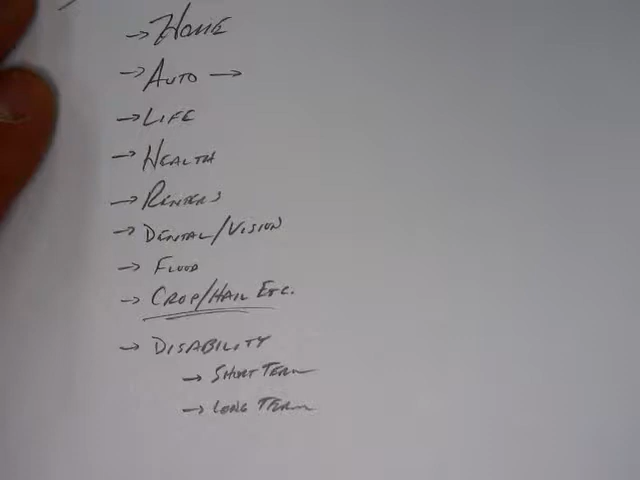 → Home
→ Auto →
→ Life
→ Health
→ Renters
→ Dental/Vision
→ Flood
→ Crop/Hail Etc.
→ Disability
→ Short Term
→ Long Term